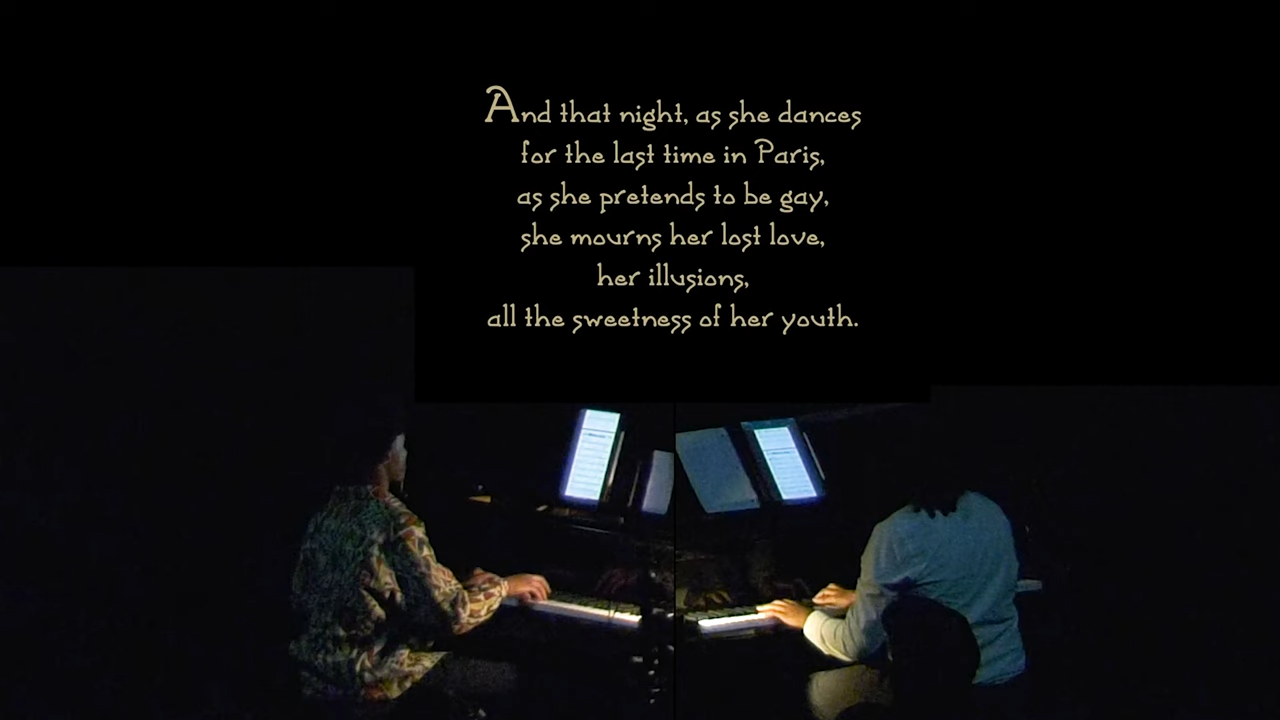 And that night, as she dances
for the last time in Paris,
as she pretends to be gay,
she mourns her lost love,
her illusions,
all the sweetness of her youth.